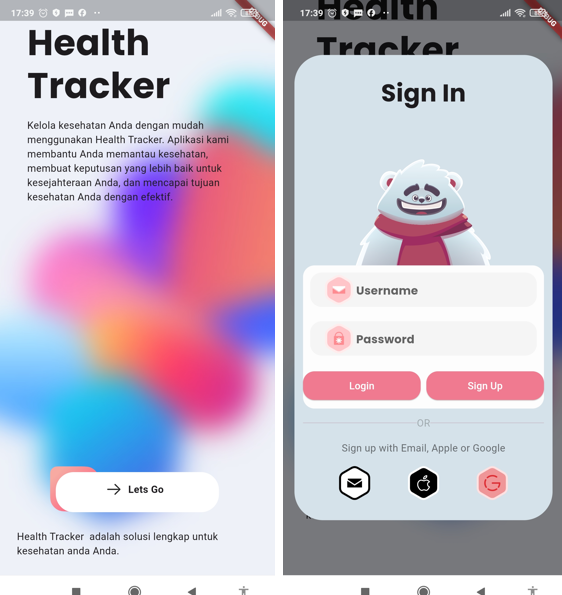 17:39
Health
Tracker
Kelola kesehatan Anda dengan mudah
menggunakan Health Tracker. Aplikasi kami
membantu Anda memantau kesehatan,
membuat keputusan yang lebih baik untuk
kesejahteraan Anda, dan mencapai tujuan
kesehatan Anda dengan efektif.
Lets Go
Health Tracker  adalah solusi lengkap untuk
kesehatan anda Anda.
17:39
Health
Tracker
Sign In
Username
Password
Login
Sign Up
OR
Sign up with Email, Apple or Google